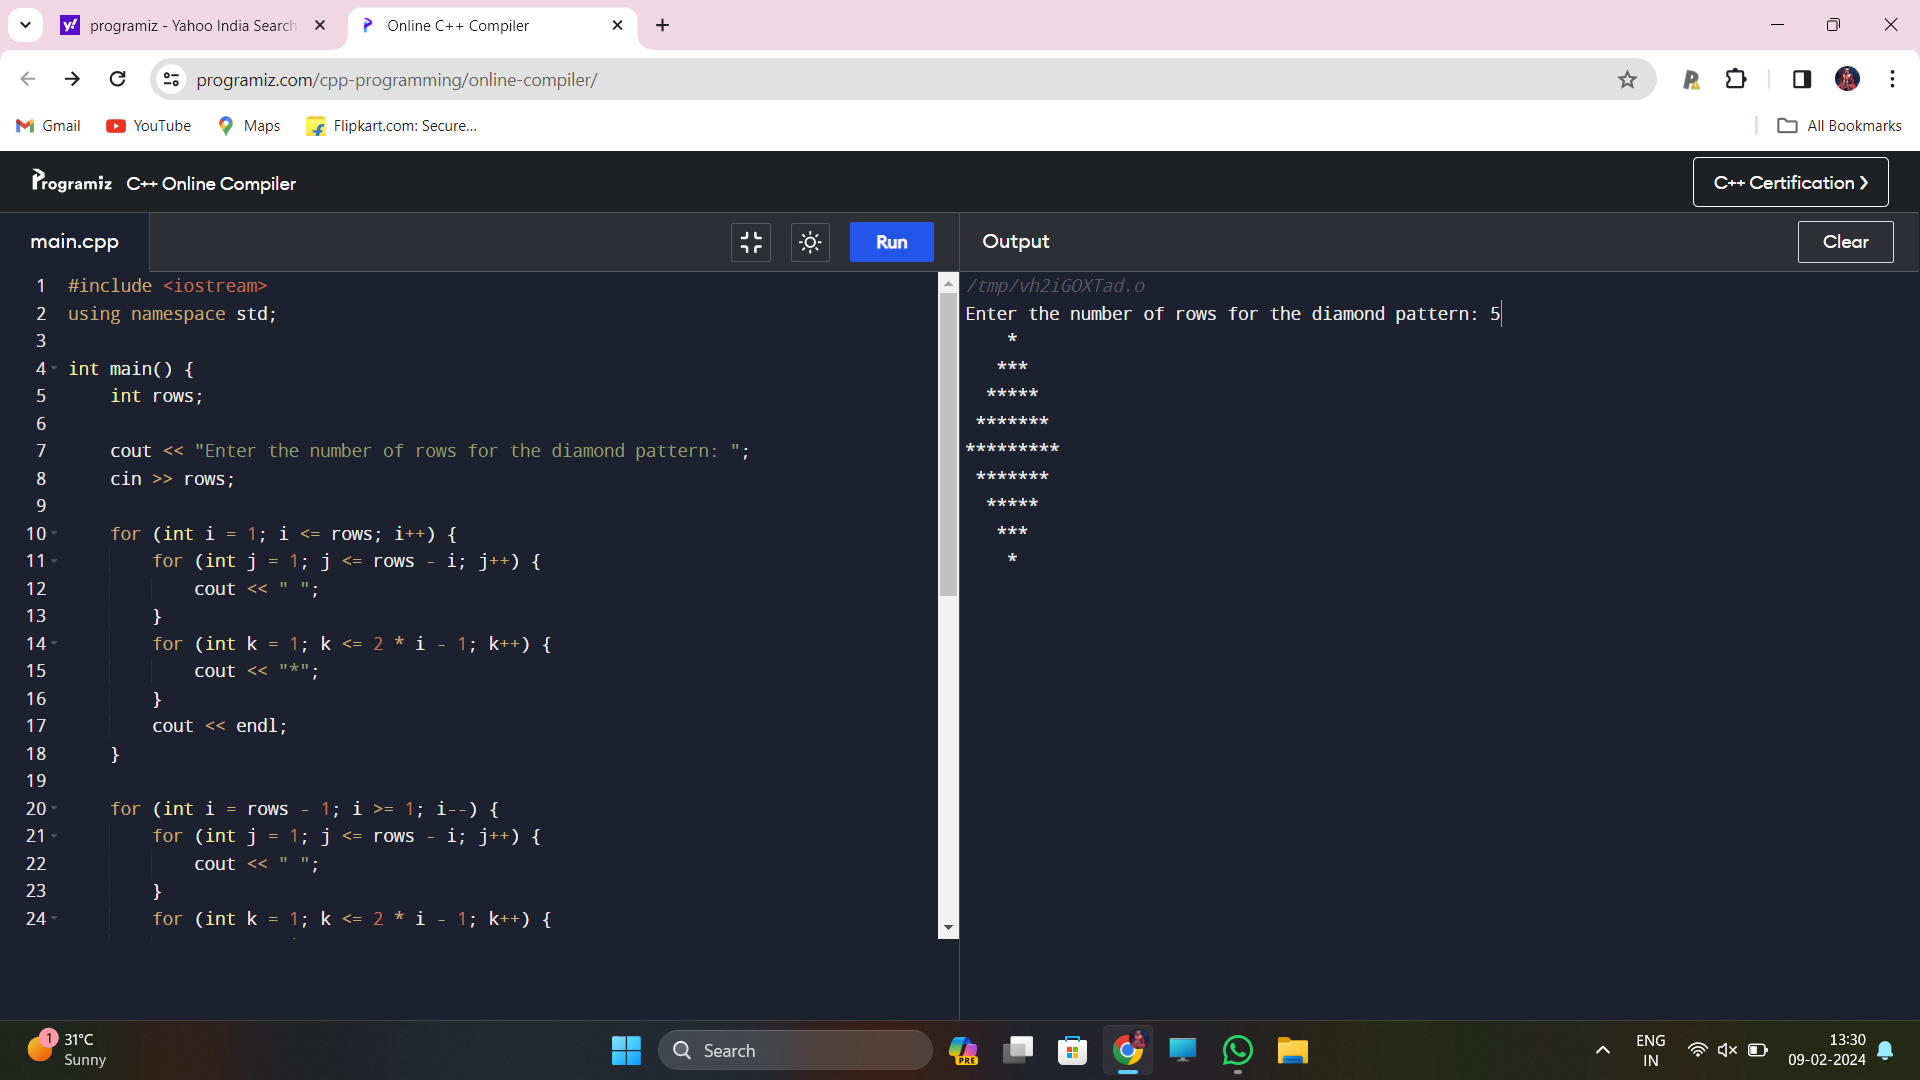 programiz - Yahoo India Search
Online C++ Compiler
programiz.com/cpp-programming/online-compiler/
Gmail
YouTube
Maps
Flipkart.com: Secure...
All Bookmarks
Programiz
C++ Online Compiler
C++ Certification ❯
main.cpp
Run
Output
Clear
1 #include <iostream>
2 using namespace std;
3
4 int main() {
5     int rows;
6
7     cout << "Enter the number of rows for the diamond pattern: ";
8     cin >> rows;
9
10     for (int i = 1; i <= rows; i++) {
11         for (int j = 1; j <= rows - i; j++) {
12             cout << " ";
13         }
14         for (int k = 1; k <= 2 * i - 1; k++) {
15             cout << "*";
16         }
17         cout << endl;
18     }
19
20     for (int i = rows - 1; i >= 1; i--) {
21         for (int j = 1; j <= rows - i; j++) {
22             cout << " ";
23         }
24         for (int k = 1; k <= 2 * i - 1; k++) {
/tmp/vh2iGOXTad.o
Enter the number of rows for the diamond pattern: 5
    *
   ***
  *****
 *******
*********
 *******
  *****
   ***
    *
1
31°C
Sunny
Search
PRE
ENG
IN
13:30
09-02-2024